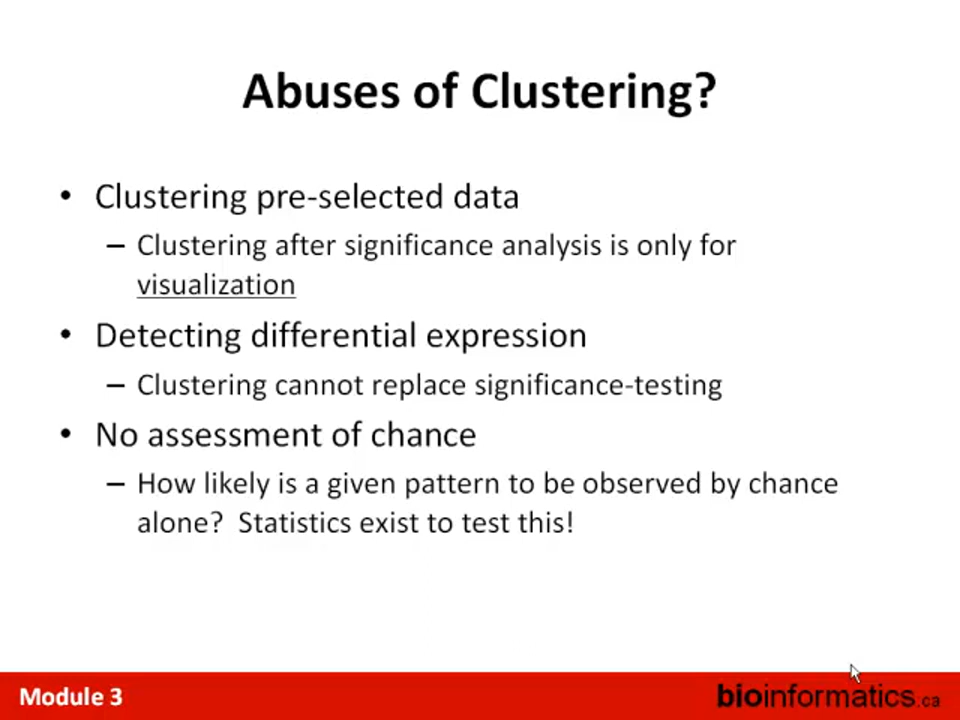 Abuses of Clustering?
• Clustering pre-selected data
– Clustering after significance analysis is only for
visualization
• Detecting differential expression
– Clustering cannot replace significance-testing
• No assessment of chance
– How likely is a given pattern to be observed by chance
alone?  Statistics exist to test this!
Module 3
bioinformatics.ca